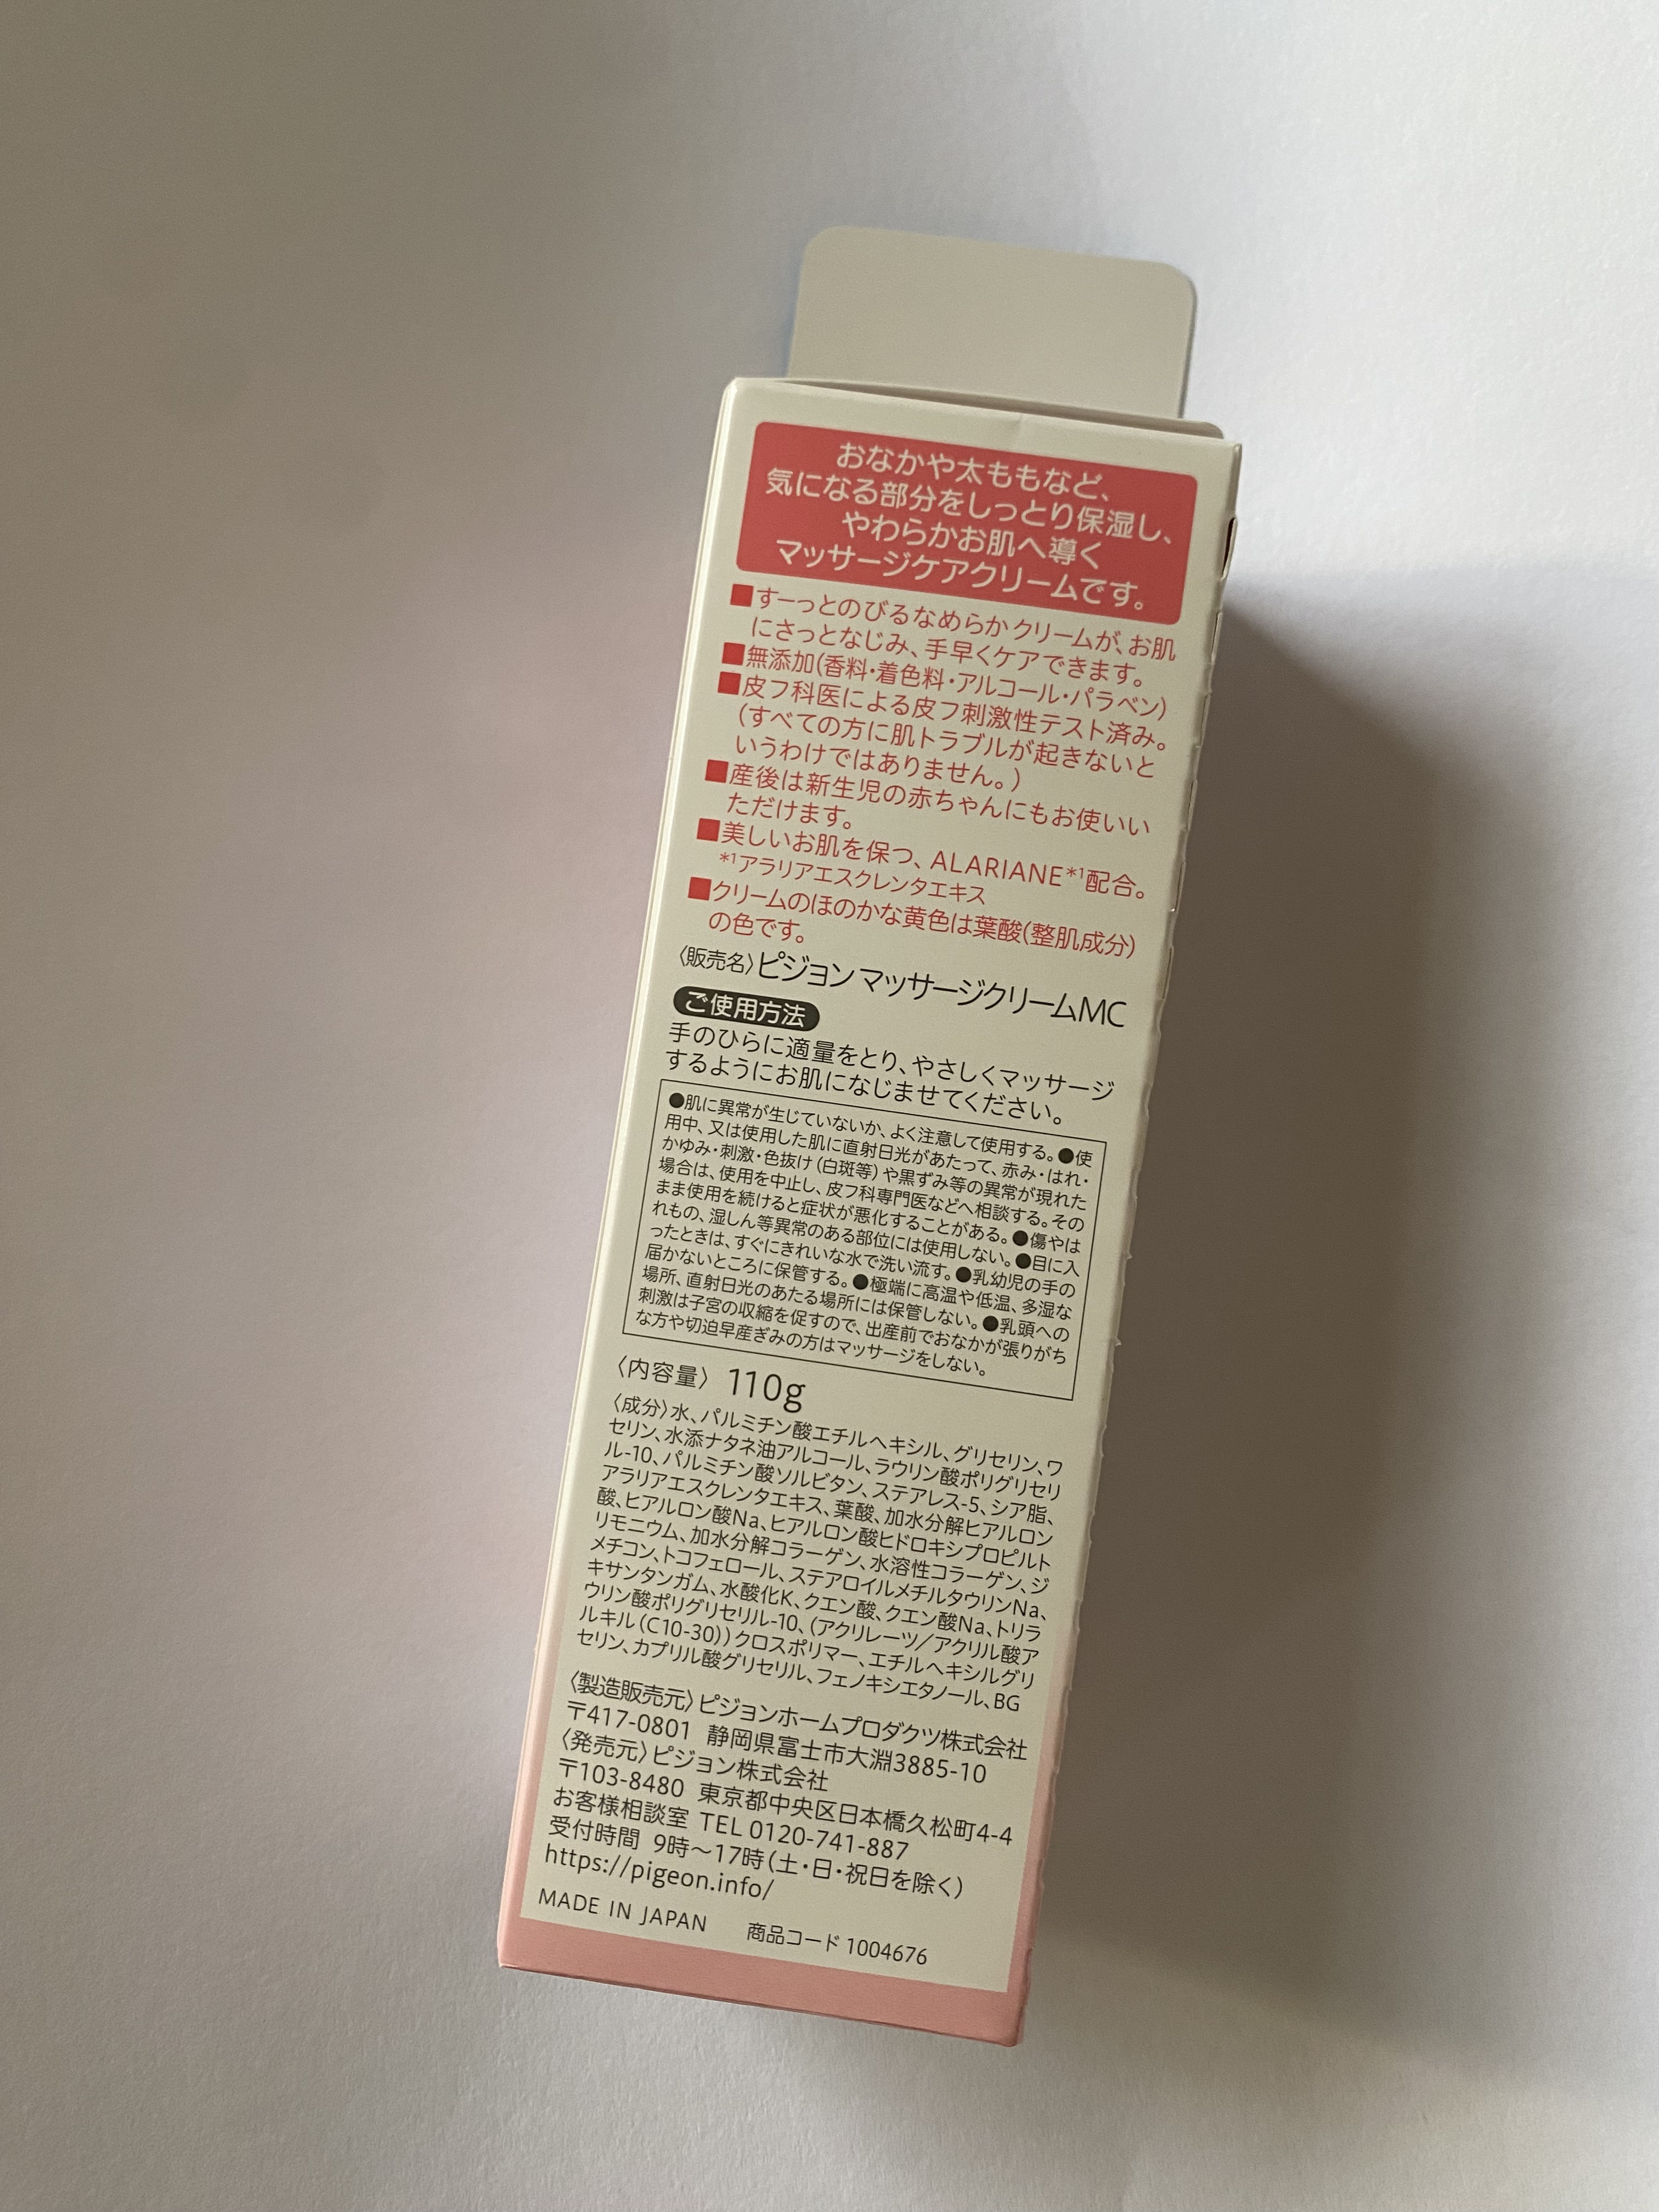 おなかや太ももなど、
気になる部分をしっとり保湿し、
やわらかお肌へ導く
マッサージケアクリームです。
■すーっとのびるなめらかクリームが、お肌
にさっとなじみ、手早くケアできます。
■無添加(香料・着色料・アルコール・パラベン)
■皮フ科医による皮フ刺激性テスト済み。
(すべての方に肌トラブルが起きないと
いうわけではありません。)
■産後は新生児の赤ちゃんにもお使いい
ただけます。
■美しいお肌を保つ、ALARIANE*1配合。
*1アラリアエスクレンタエキス
■クリームのほのかな黄色は葉酸(整肌成分)
の色です。
〈販売名〉ピジョン マッサージクリームMC
ご使用方法
手のひらに適量をとり、やさしくマッサージ
するようにお肌になじませてください。
●肌に異常が生じていないか、よく注意して使用する。●使
用中、又は使用した肌に直射日光があたって、赤み・はれ・
かゆみ・刺激・色抜け(白斑等)や黒ずみ等の異常が現れた
場合は、使用を中止し、皮フ科専門医などへ相談する。その
まま使用を続けると症状が悪化することがある。●傷やは
れもの、湿しん等異常のある部位には使用しない。●目に入
ったときは、すぐにきれいな水で洗い流す。●乳幼児の手の
届かないところに保管する。●極端に高温や低温、多湿な
場所、直射日光のあたる場所には保管しない。●乳頭への
刺激は子宮の収縮を促すので、出産前でおなかが張りがち
な方や切迫早産ぎみの方はマッサージをしない。
〈内容量〉 110g
〈成分〉水、パルミチン酸エチルヘキシル、グリセリン、ワ
セリン、水添ナタネ油アルコール、ラウリン酸ポリグリセリ
ル-10、パルミチン酸ソルビタン、ステアレス-5、シア脂、
アラリアエスクレンタエキス、葉酸、加水分解ヒアルロン
酸、ヒアルロン酸Na、ヒアルロン酸ヒドロキシプロピルト
リモニウム、加水分解コラーゲン、水溶性コラーゲン、ジ
メチコン、トコフェロール、ステアロイルメチルタウリンNa、
キサンタンガム、水酸化K、クエン酸、クエン酸Na、トリラ
ウリン酸ポリグリセリル-10、(アクリレーツ/アクリル酸ア
ルキル(C10-30))クロスポリマー、エチルヘキシルグリ
セリン、カプリル酸グリセリル、フェノキシエタノール、BG
〈製造販売元〉ピジョンホームプロダクツ株式会社
〒417-0801 静岡県富士市大淵3885-10
〈発売元〉ピジョン株式会社
〒103-8480 東京都中央区日本橋久松町4-4
お客様相談室 TEL 0120-741-887
受付時間 9時～17時(土・日・祝日を除く)
https://pigeon.info/
MADE IN JAPAN 商品コード 1004676